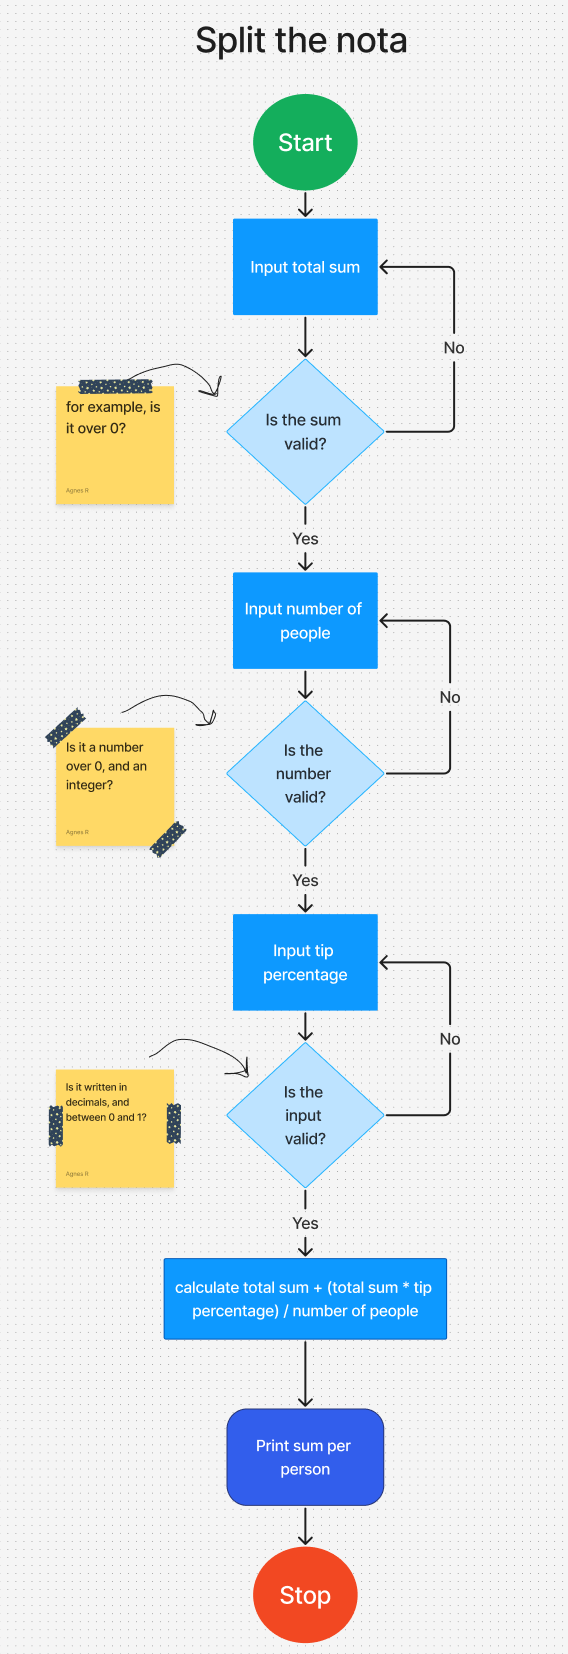 Split the nota
Start
Input total sum
No
for example, is
it over 0?
Agnes R
Is the sum
valid?
Yes
Input number of
people
No
Is it a number
over 0, and an
integer?
Agnes R
Is the
number
valid?
Yes
Input tip
percentage
No
Is it written in
decimals, and
between 0 and 1?
Agnes R
Is the
input
valid?
Yes
calculate total sum + (total sum * tip
percentage) / number of people
Print sum per
person
Stop